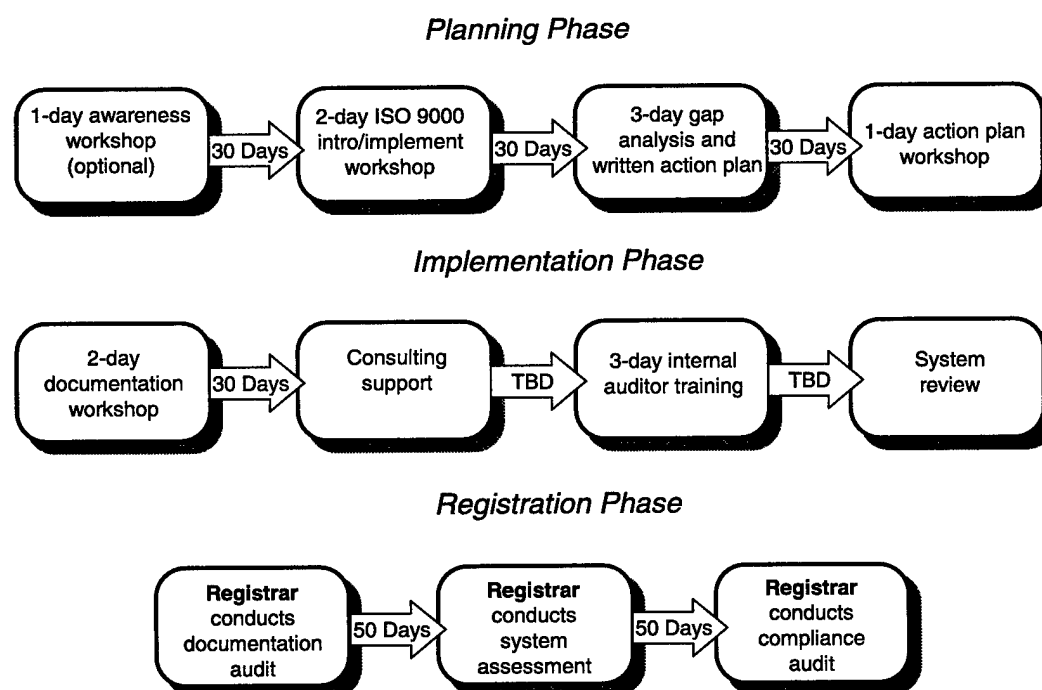 Planning Phase
1-day awareness
workshop
(optional)
30 Days
2-day ISO 9000
intro/implement
workshop
30 Days
3-day gap
analysis and
written action plan
30 Days
1-day action plan
workshop
Implementation Phase
2-day
documentation
workshop
30 Days
Consulting
support
TBD
3-day internal
auditor training
TBD
System
review
Registration Phase
Registrar
conducts
documentation
audit
50 Days
Registrar
conducts
system
assessment
50 Days
Registrar
conducts
compliance
audit